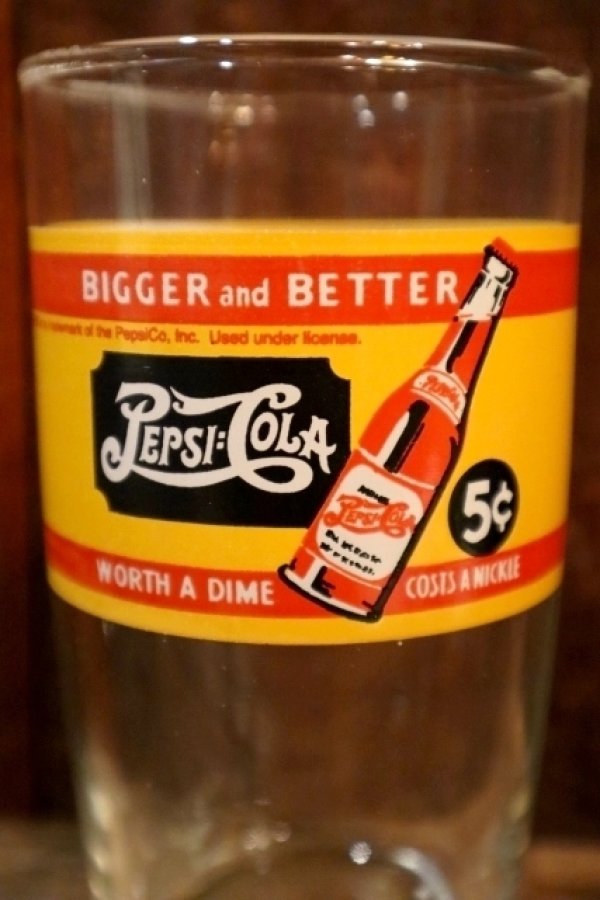 BIGGER and BETTER
trademark of the PepsiCo, Inc. Used under license.
PEPSI:COLA
PEPSI:COLA
5¢
WORTH A DIME
COSTS A NICKLE